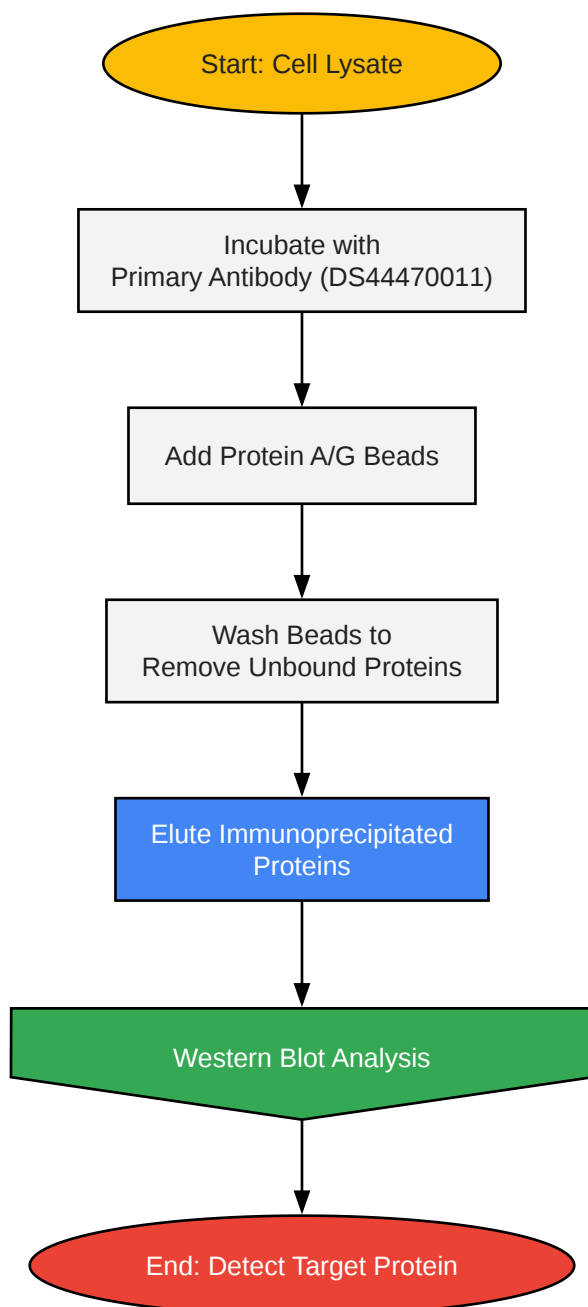 Start: Cell Lysate
Incubate with
Primary Antibody (DS44470011)
Add Protein A/G Beads
Wash Beads to
Remove Unbound Proteins
Elute Immunoprecipitated
Proteins
Western Blot Analysis
End: Detect Target Protein